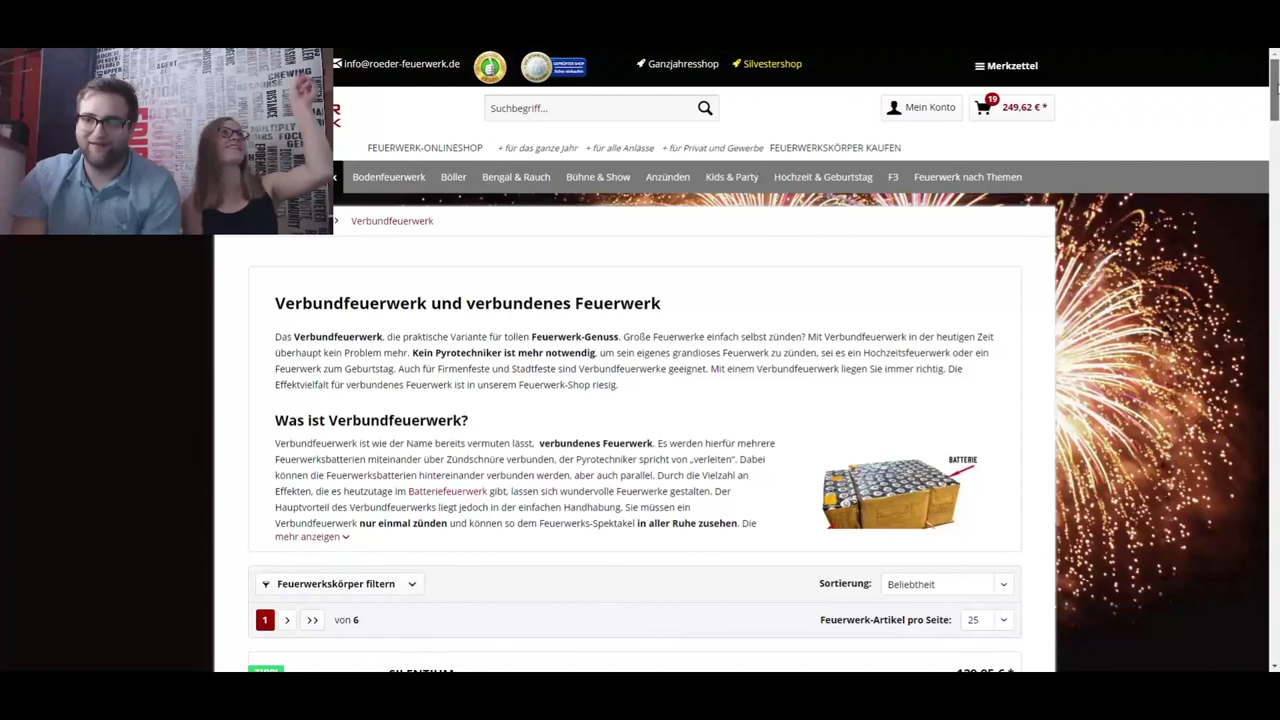 info@roeder-feuerwerk.de
Ganzjahresshop
Silvestershop
Merkzettel
Suchbegriff...
Mein Konto
19
249,62 € *
FEUERWERK-ONLINESHOP + für das ganze Jahr + für alle Anlässe + für Privat und Gewerbe FEUERWERKSKÖRPER KAUFEN
Bodenfeuerwerk Böller Bengal & Rauch Bühne & Show Anzünden Kids & Party Hochzeit & Geburtstag F3 Feuerwerk nach Themen
Verbundfeuerwerk
Verbundfeuerwerk und verbundenes Feuerwerk
Das Verbundfeuerwerk, die praktische Variante für tollen Feuerwerk-Genuss. Große Feuerwerke einfach selbst zünden? Mit Verbundfeuerwerk in der heutigen Zeit
überhaupt kein Problem mehr. Kein Pyrotechniker ist mehr notwendig, um sein eigenes grandioses Feuerwerk zu zünden, sei es ein Hochzeitsfeuerwerk oder ein
Feuerwerk zum Geburtstag. Auch für Firmenfeste und Stadtfeste sind Verbundfeuerwerke geeignet. Mit einem Verbundfeuerwerk liegen Sie immer richtig. Die
Effektvielfalt für verbundenes Feuerwerk ist in unserem Feuerwerk-Shop riesig.
Was ist Verbundfeuerwerk?
Verbundfeuerwerk ist wie der Name bereits vermuten lässt, verbundenes Feuerwerk. Es werden hierfür mehrere
Feuerwerksbatterien miteinander über Zündschnüre verbunden, der Pyrotechniker spricht von „verleiten“. Dabei
können die Feuerwerksbatterien hintereinander verbunden werden, aber auch parallel. Durch die Vielzahl an
Effekten, die es heutzutage im Batteriefeuerwerk gibt, lassen sich wundervolle Feuerwerke gestalten. Der
Hauptvorteil des Verbundfeuerwerks liegt jedoch in der einfachen Handhabung. Sie müssen ein
Verbundfeuerwerk nur einmal zünden und können so dem Feuerwerks-Spektakel in aller Ruhe zusehen. Die
mehr anzeigen
BATTERIE
Feuerwerkskörper filtern
Sortierung: Beliebtheit
1 von 6
Feuerwerk-Artikel pro Seite: 25